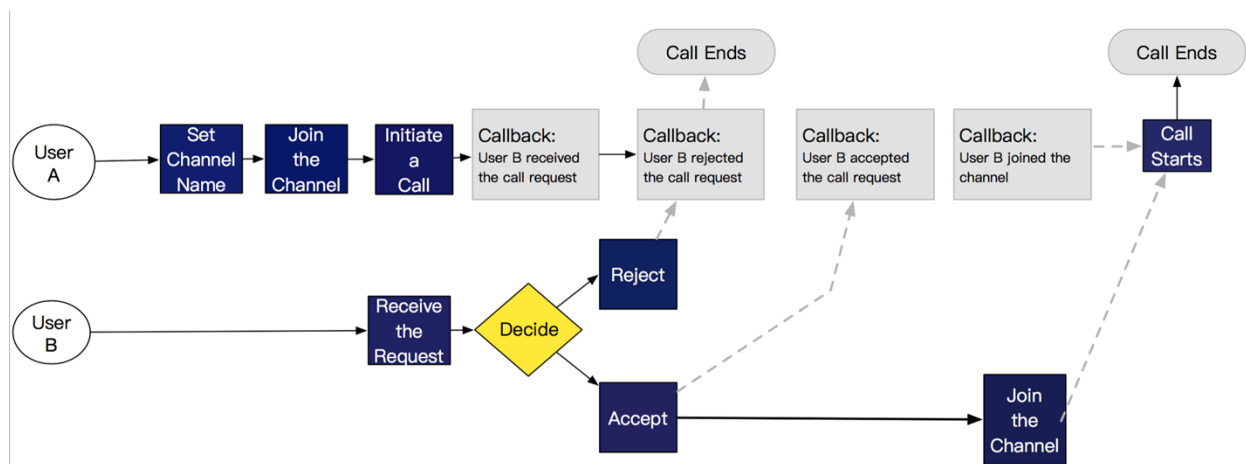 Call Ends
Call Ends
User
A
Set
Channel
Name
Join
the
Channel
Initiate
a
Call
Callback:
User B received
the call request
Callback:
User B rejected
the call request
Callback:
User B accepted
the call request
Callback:
User B joined the
channel
Call
Starts
User
B
Receive
the
Request
Decide
Reject
Accept
Join
the
Channel